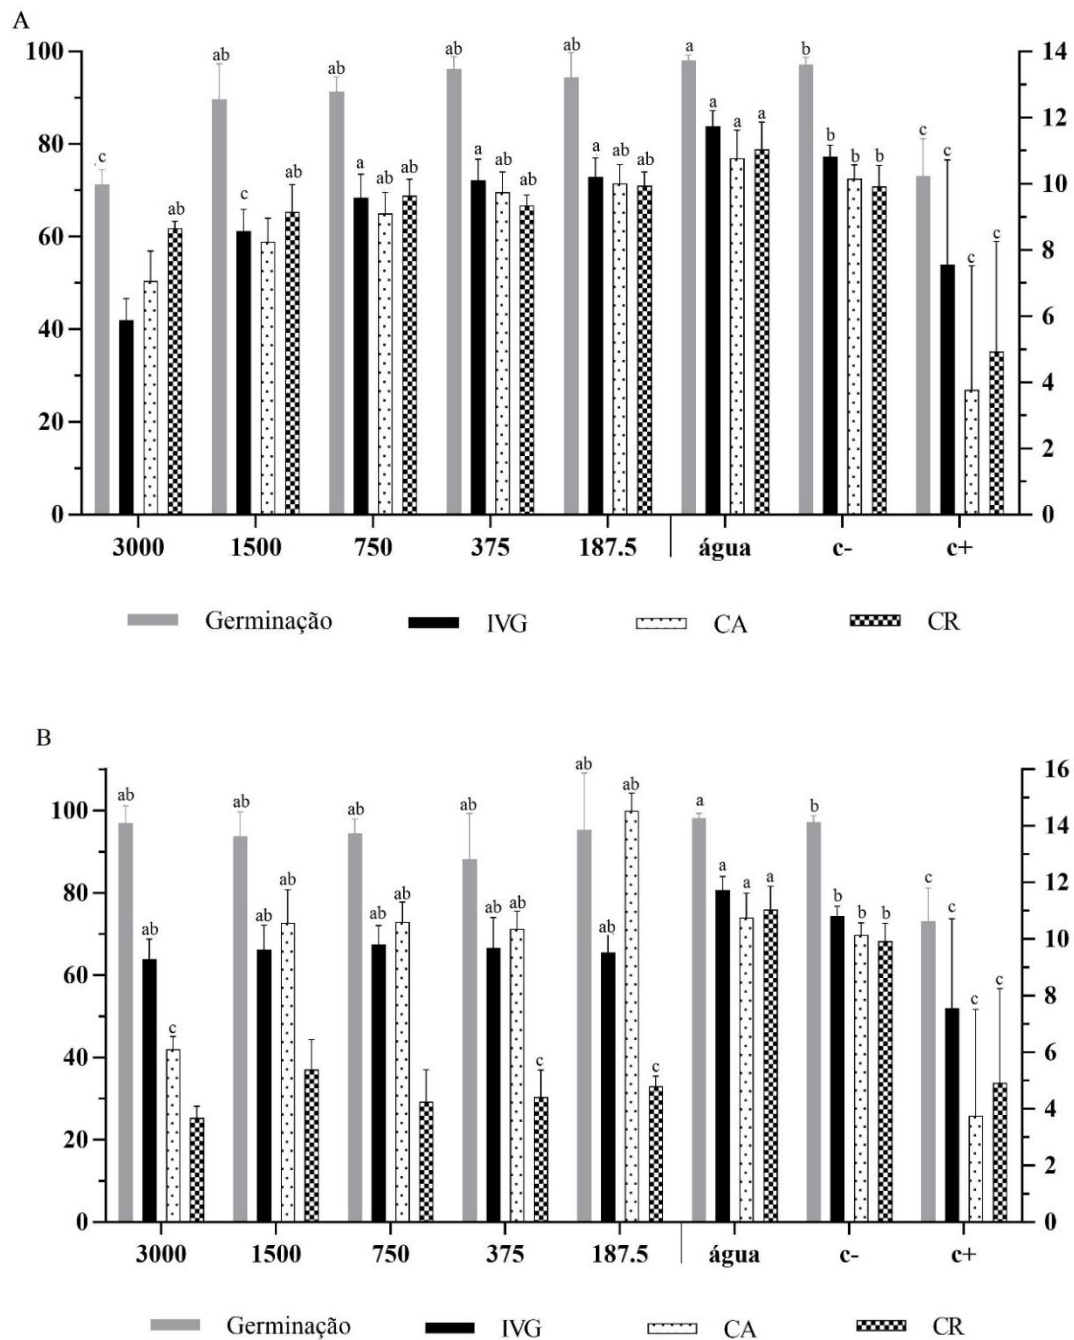 A
100 80 60 40 20 0
14 12 10 8 6 4 2 0
c ab
ab c ab
ab a ab ab
ab a ab ab
ab a ab ab
a a a a
b b b b
c c c c
3000 1500 750 375 187.5 água c- c+
Germinação IVG CA CR
B
100 80 60 40 20 0
16 14 12 10 8 6 4 2 0
ab ab c
ab ab ab
ab ab ab
ab ab ab c
ab ab ab c
a a a a
b b b b
c c c c
3000 1500 750 375 187.5 água c- c+
Germinação IVG CA CR